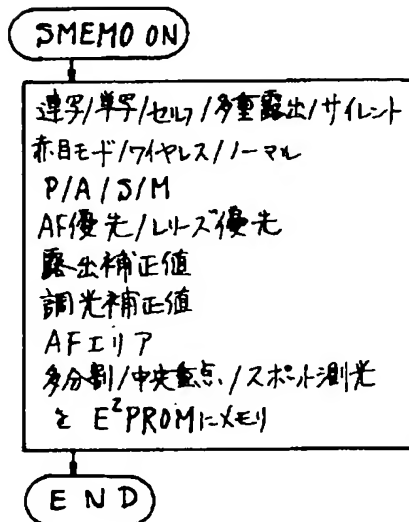 SMEMO ON
連写/単写/セルフ/多重露出/サイレント
赤目モード/ワイヤレス/ノーマル
P/A/S/M
AF優先/レリーズ優先
露出補正値
調光補正値
AFエリア
多分割/中央重点/スポット測光
を E²PROMにメモリ
END